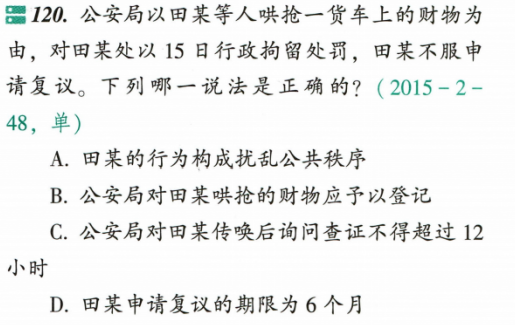 120. 公安局以田某等人哄抢一货车上的财物为
由，对田某处以 15 日行政拘留处罚，田某不服申
请复议。下列哪一说法是正确的？（2015－2－
48，单）
A. 田某的行为构成扰乱公共秩序
B. 公安局对田某哄抢的财物应予以登记
C. 公安局对田某传唤后询问查证不得超过 12
小时
D. 田某申请复议的期限为 6 个月